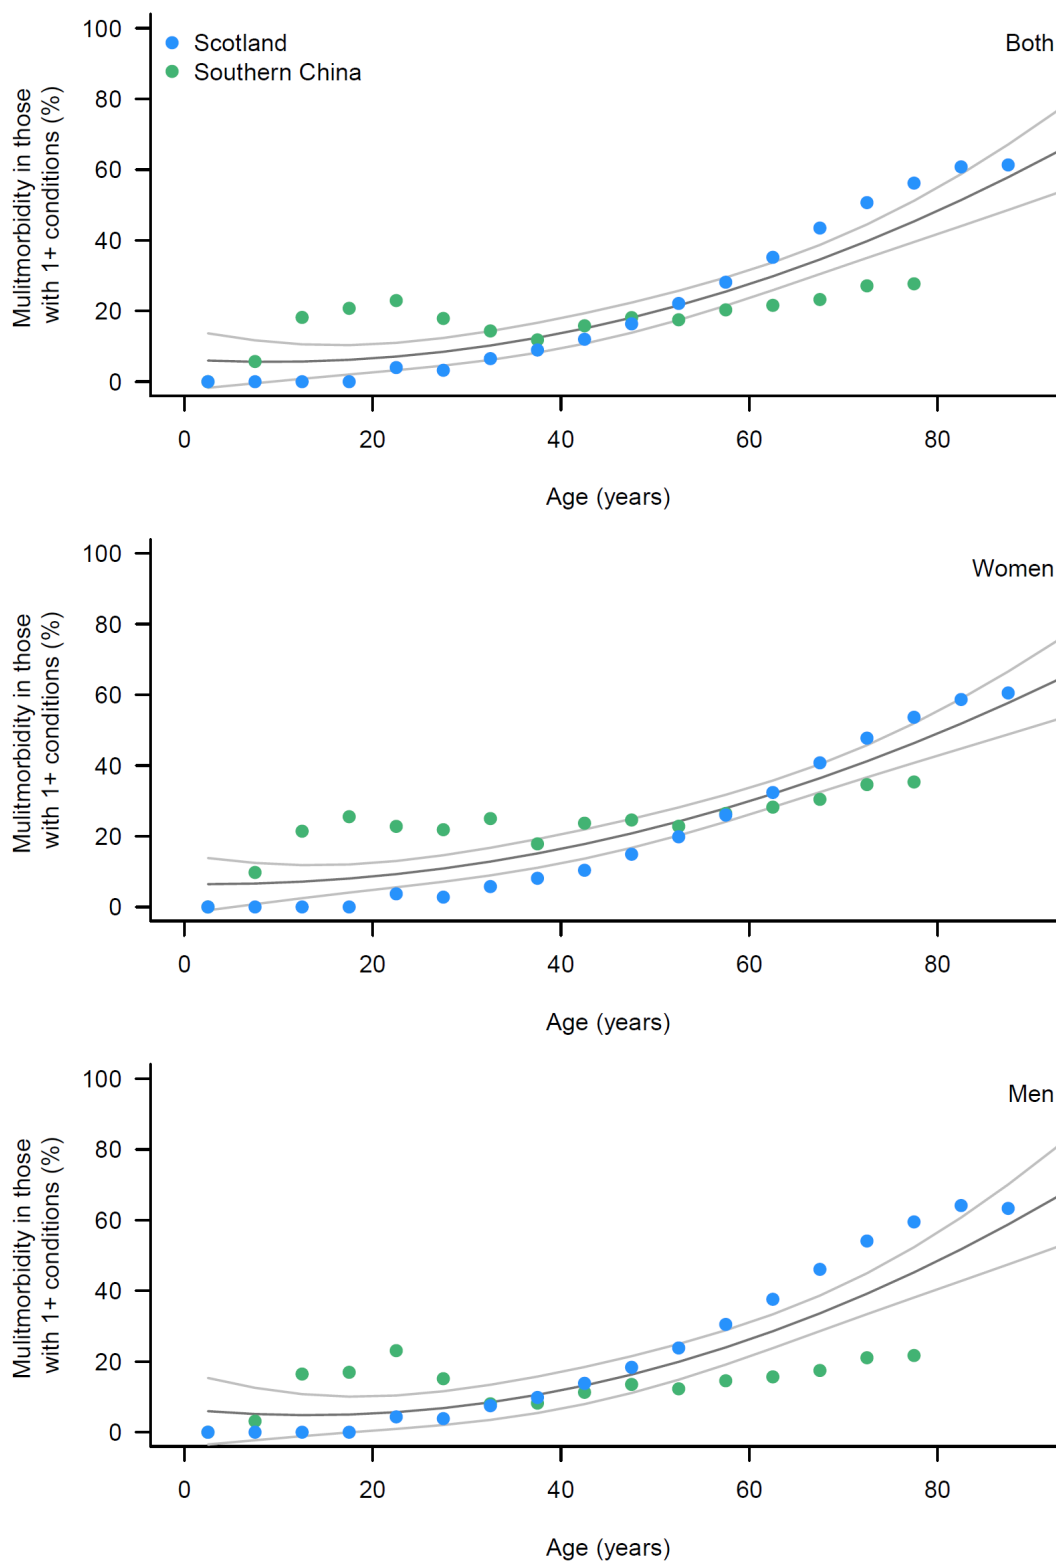 100
80
60
40
20
0
Mulitmorbidity in those
with 1+ conditions (%)
Scotland
Southern China
Both
0 20 40 60 80
Age (years)
100
80
60
40
20
0
Mulitmorbidity in those
with 1+ conditions (%)
Women
0 20 40 60 80
Age (years)
100
80
60
40
20
0
Mulitmorbidity in those
with 1+ conditions (%)
Men
0 20 40 60 80
Age (years)